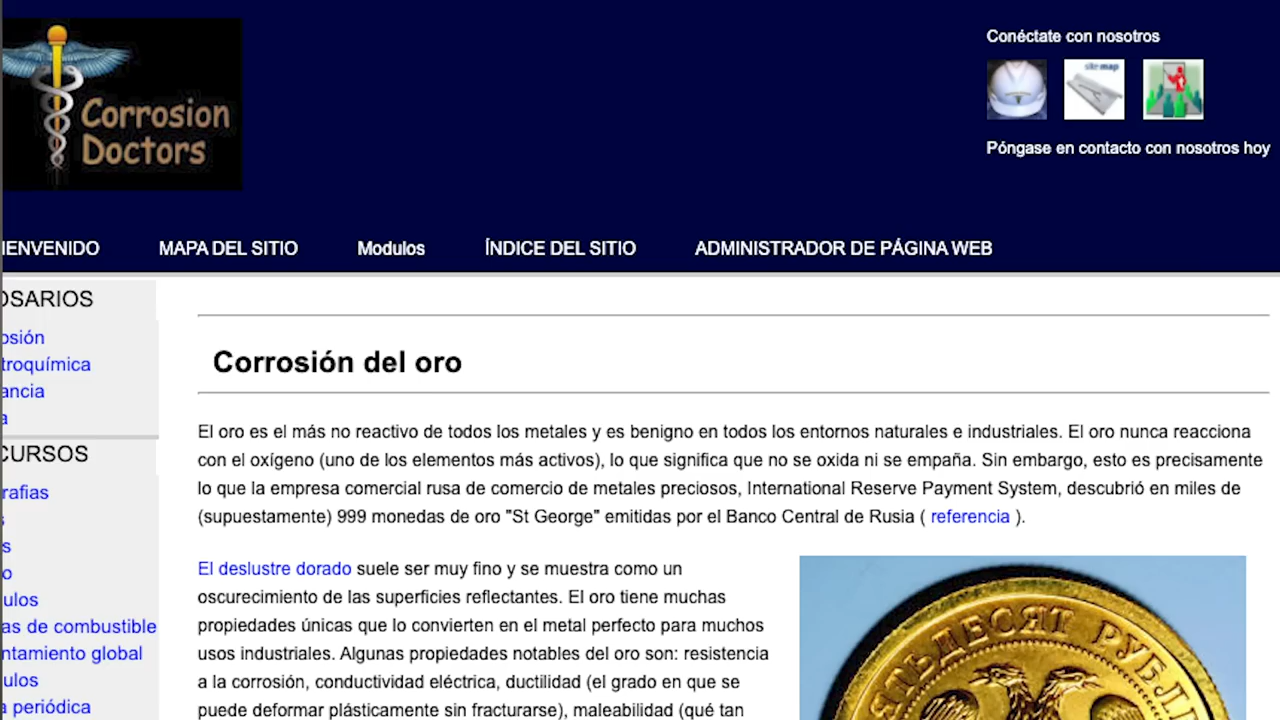 Conéctate con nosotros
site map
Corrosion
Doctors
Póngase en contacto con nosotros hoy
IENVENIDO MAPA DEL SITIO Modulos ÍNDICE DEL SITIO ADMINISTRADOR DE PÁGINA WEB
OSARIOS
osión
troquímica
ancia
a
CURSOS
rafias
s
s
o
ulos
as de combustible
ntamiento global
ulos
a periódica
Corrosión del oro
El oro es el más no reactivo de todos los metales y es benigno en todos los entornos naturales e industriales. El oro nunca reacciona
con el oxígeno (uno de los elementos más activos), lo que significa que no se oxida ni se empaña. Sin embargo, esto es precisamente
lo que la empresa comercial rusa de comercio de metales preciosos, International Reserve Payment System, descubrió en miles de
(supuestamente) 999 monedas de oro "St George" emitidas por el Banco Central de Rusia ( referencia ).
El deslustre dorado suele ser muy fino y se muestra como un
oscurecimiento de las superficies reflectantes. El oro tiene muchas
propiedades únicas que lo convierten en el metal perfecto para muchos
usos industriales. Algunas propiedades notables del oro son: resistencia
a la corrosión, conductividad eléctrica, ductilidad (el grado en que se
puede deformar plásticamente sin fracturarse), maleabilidad (qué tan
ЯТЬДЕСЯТ РУБЛ